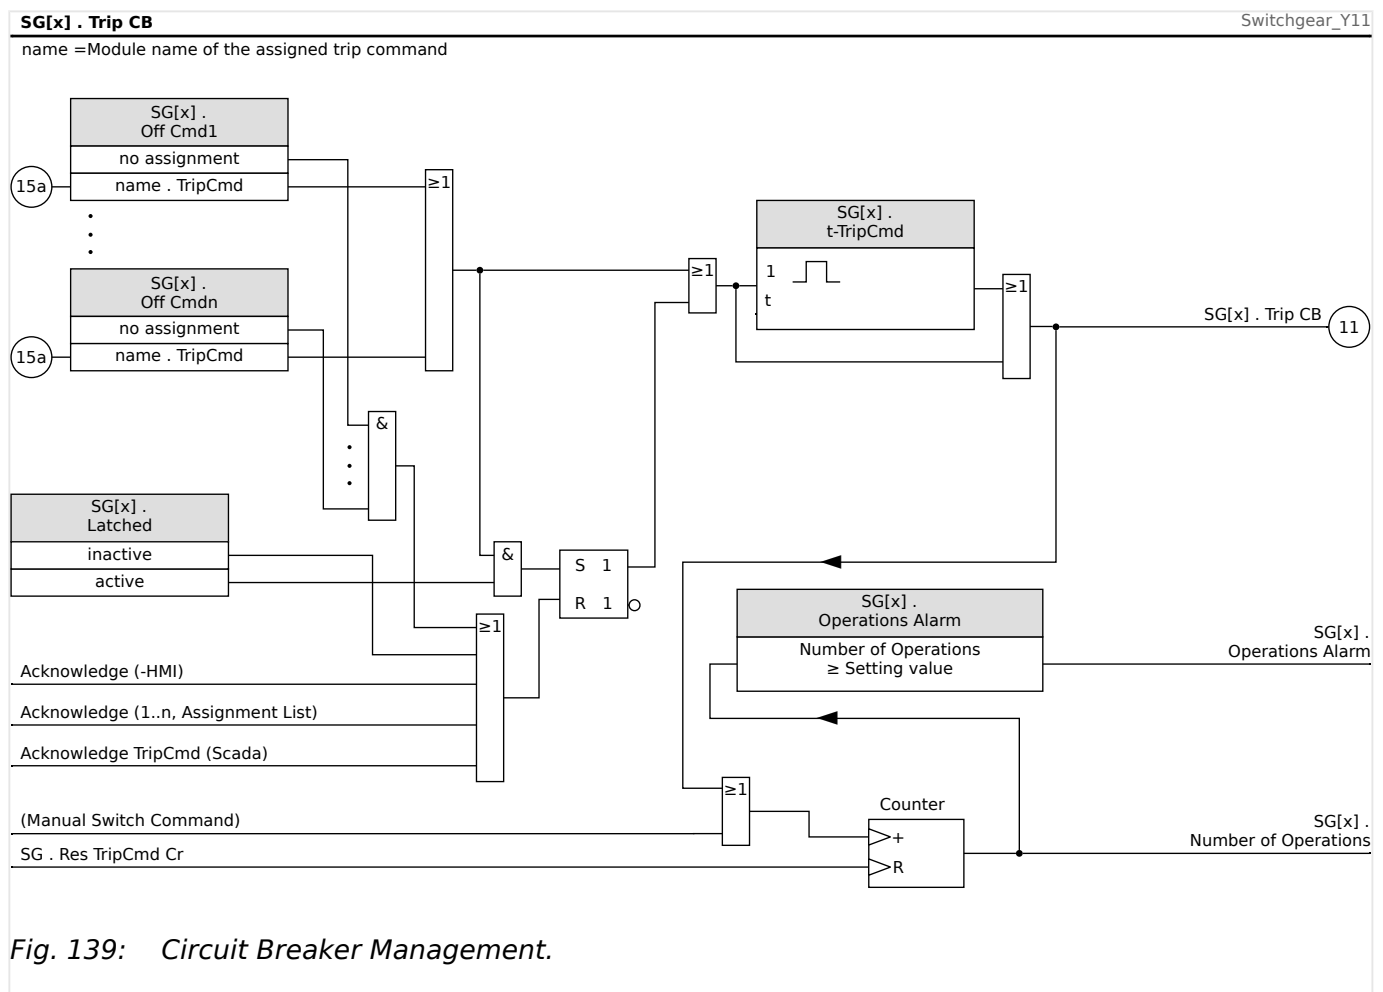 SG[x] . Trip CB
Switchgear_Y11
name =Module name of the assigned trip command
SG[x] .
Off Cmd1
no assignment
15a
name . TripCmd
≥1
SG[x] .
Off Cmdn
no assignment
15a
name . TripCmd
≥1
SG[x] .
t-TripCmd
1
t
≥1
SG[x] . Trip CB
11
&
SG[x] .
Latched
inactive
active
&
S 1
R 1
≥1
Acknowledge (-HMI)
Acknowledge (1..n, Assignment List)
Acknowledge TripCmd (Scada)
SG[x] .
Operations Alarm
Number of Operations
≥ Setting value
SG[x] .
Operations Alarm
≥1
(Manual Switch Command)
SG . Res TripCmd Cr
Counter
+
R
SG[x] .
Number of Operations
Fig. 139: Circuit Breaker Management.